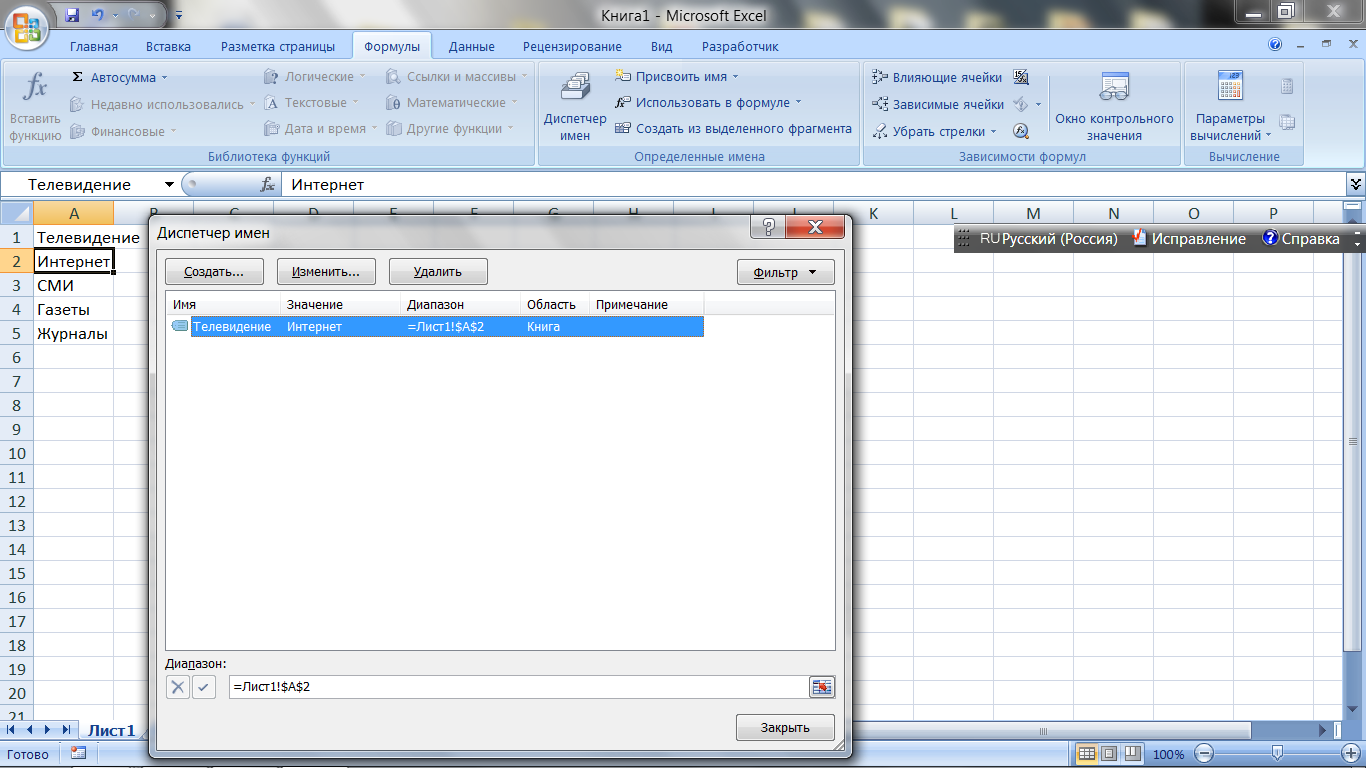 Книга1 - Microsoft Excel
Главная Вставка Разметка страницы Формулы Данные Рецензирование Вид Разработчик
fx Σ Автосумма Логические Ссылки и массивы Диспетчер имен Присвоить имя Влияющие ячейки Окно контрольного значения Параметры вычислений
Вставить функцию Недавно использовались Текстовые Математические Использовать в формуле Зависимые ячейки
Финансовые Дата и время Другие функции Создать из выделенного фрагмента Убрать стрелки
Библиотека функций Определенные имена Зависимости формул Вычисление
Телевидение fx Интернет
A B C D E F G H I J K L M N O P
1 Телевидение
2 Интернет
3 СМИ
4 Газеты
5 Журналы
6
7
8
9
10
11
12
13
14
15
16
17
18
19
20
21
RU Русский (Россия) Исправление Справка
Диспетчер имен
Создать... Изменить... Удалить Фильтр
Имя Значение Диапазон Область Примечание
Телевидение Интернет =Лист1!$A$2 Книга
Диапазон:
=Лист1!$A$2
Закрыть
Лист1
Готово 100%